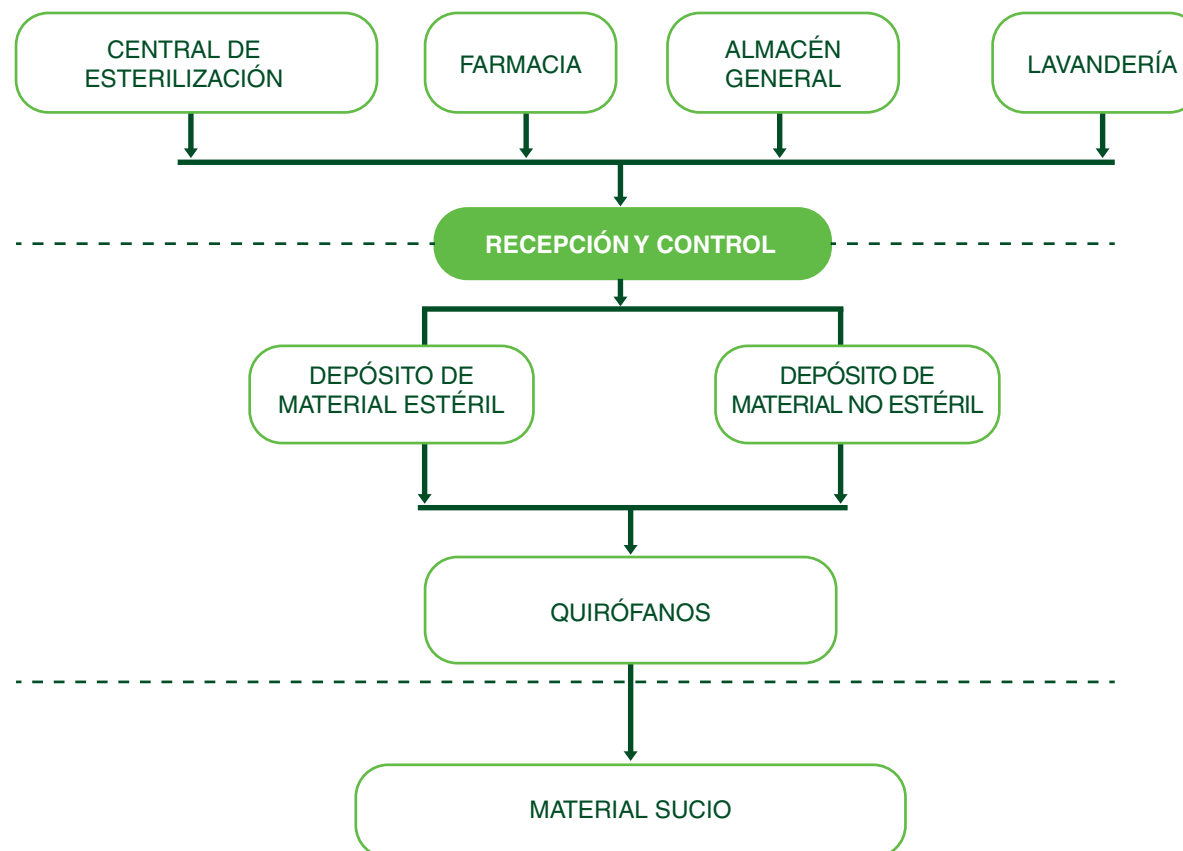 CENTRAL DE
ESTERILIZACIÓN
FARMACIA
ALMACÉN
GENERAL
LAVANDERÍA
RECEPCIÓN Y CONTROL
DEPÓSITO DE
MATERIAL ESTÉRIL
DEPÓSITO DE
MATERIAL NO ESTÉRIL
QUIRÓFANOS
MATERIAL SUCIO